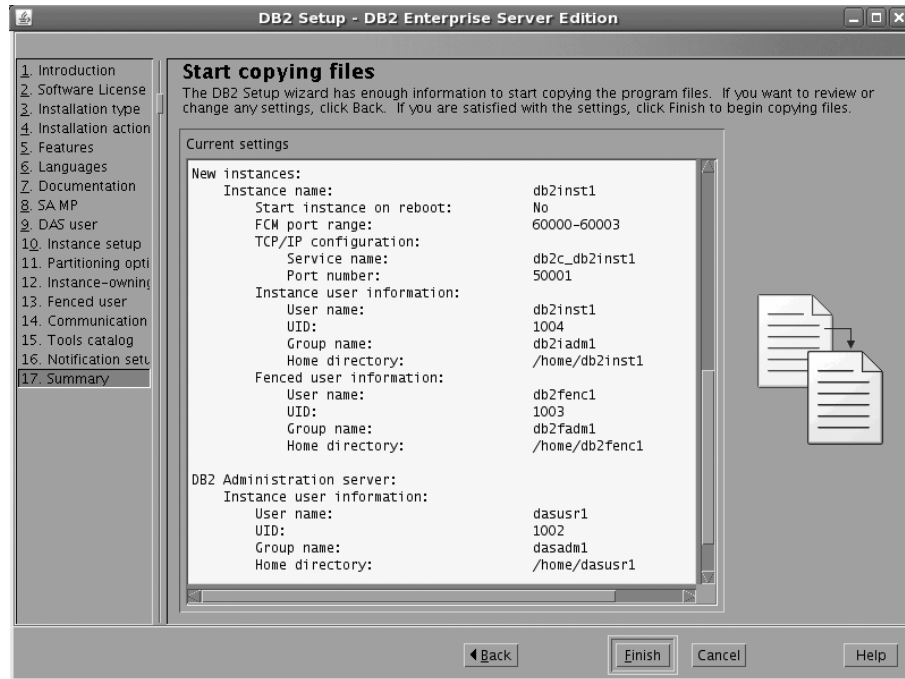 DB2 Setup - DB2 Enterprise Server Edition
1. Introduction
2. Software License
3. Installation type
4. Installation action
5. Features
6. Languages
7. Documentation
8. SA MP
9. DAS user
10. Instance setup
11. Partitioning opti
12. Instance-owning
13. Fenced user
14. Communication
15. Tools catalog
16. Notification setu
17. Summary
Start copying files
The DB2 Setup wizard has enough information to start copying the program files. If you want to review or
change any settings, click Back. If you are satisfied with the settings, click Finish to begin copying files.
Current settings
New instances:
Instance name: db2inst1
Start instance on reboot: No
FCM port range: 60000-60003
TCP/IP configuration:
Service name: db2c_db2inst1
Port number: 50001
Instance user information:
User name: db2inst1
UID: 1004
Group name: db2iadm1
Home directory: /home/db2inst1
Fenced user information:
User name: db2fenc1
UID: 1003
Group name: db2fadm1
Home directory: /home/db2fenc1
DB2 Administration server:
Instance user information:
User name: dasusr1
UID: 1002
Group name: dasadm1
Home directory: /home/dasusr1
Back Finish Cancel Help